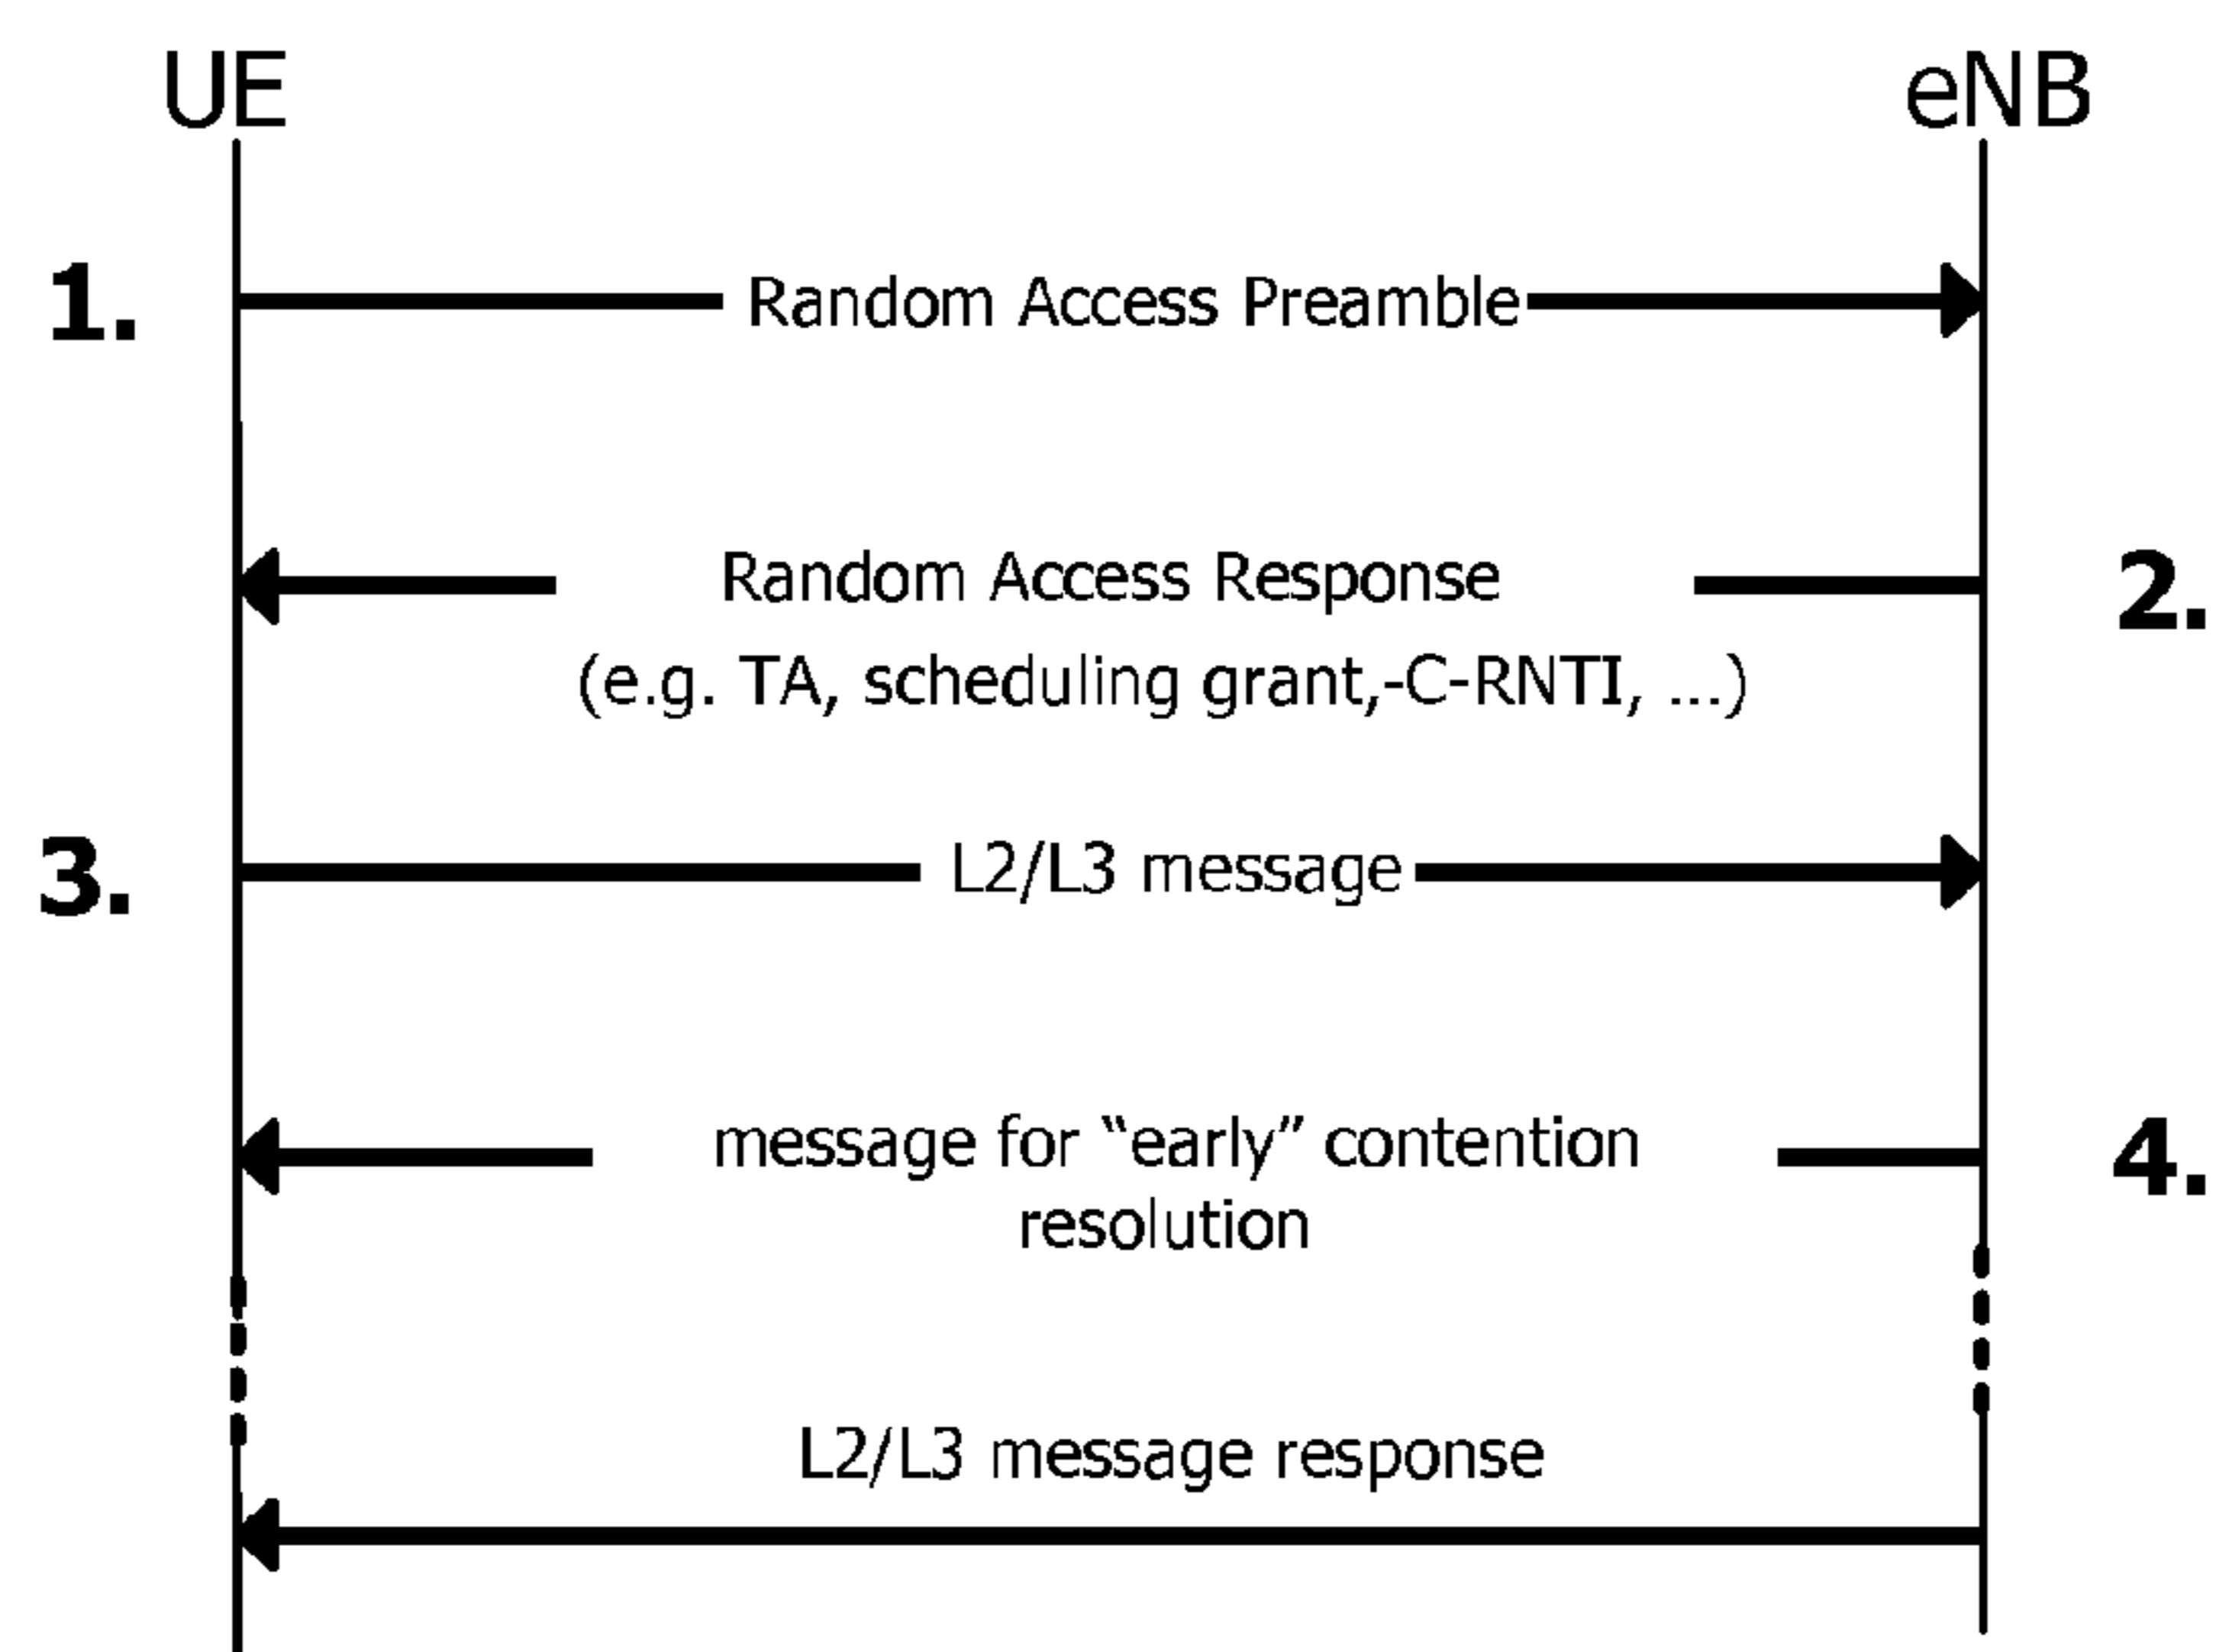 UE eNB
1. Random Access Preamble
Random Access Response 2.
(e.g. TA, scheduling grant,-C-RNTI, ...)
3. L2/L3 message
message for “early” contention 4.
resolution
L2/L3 message response